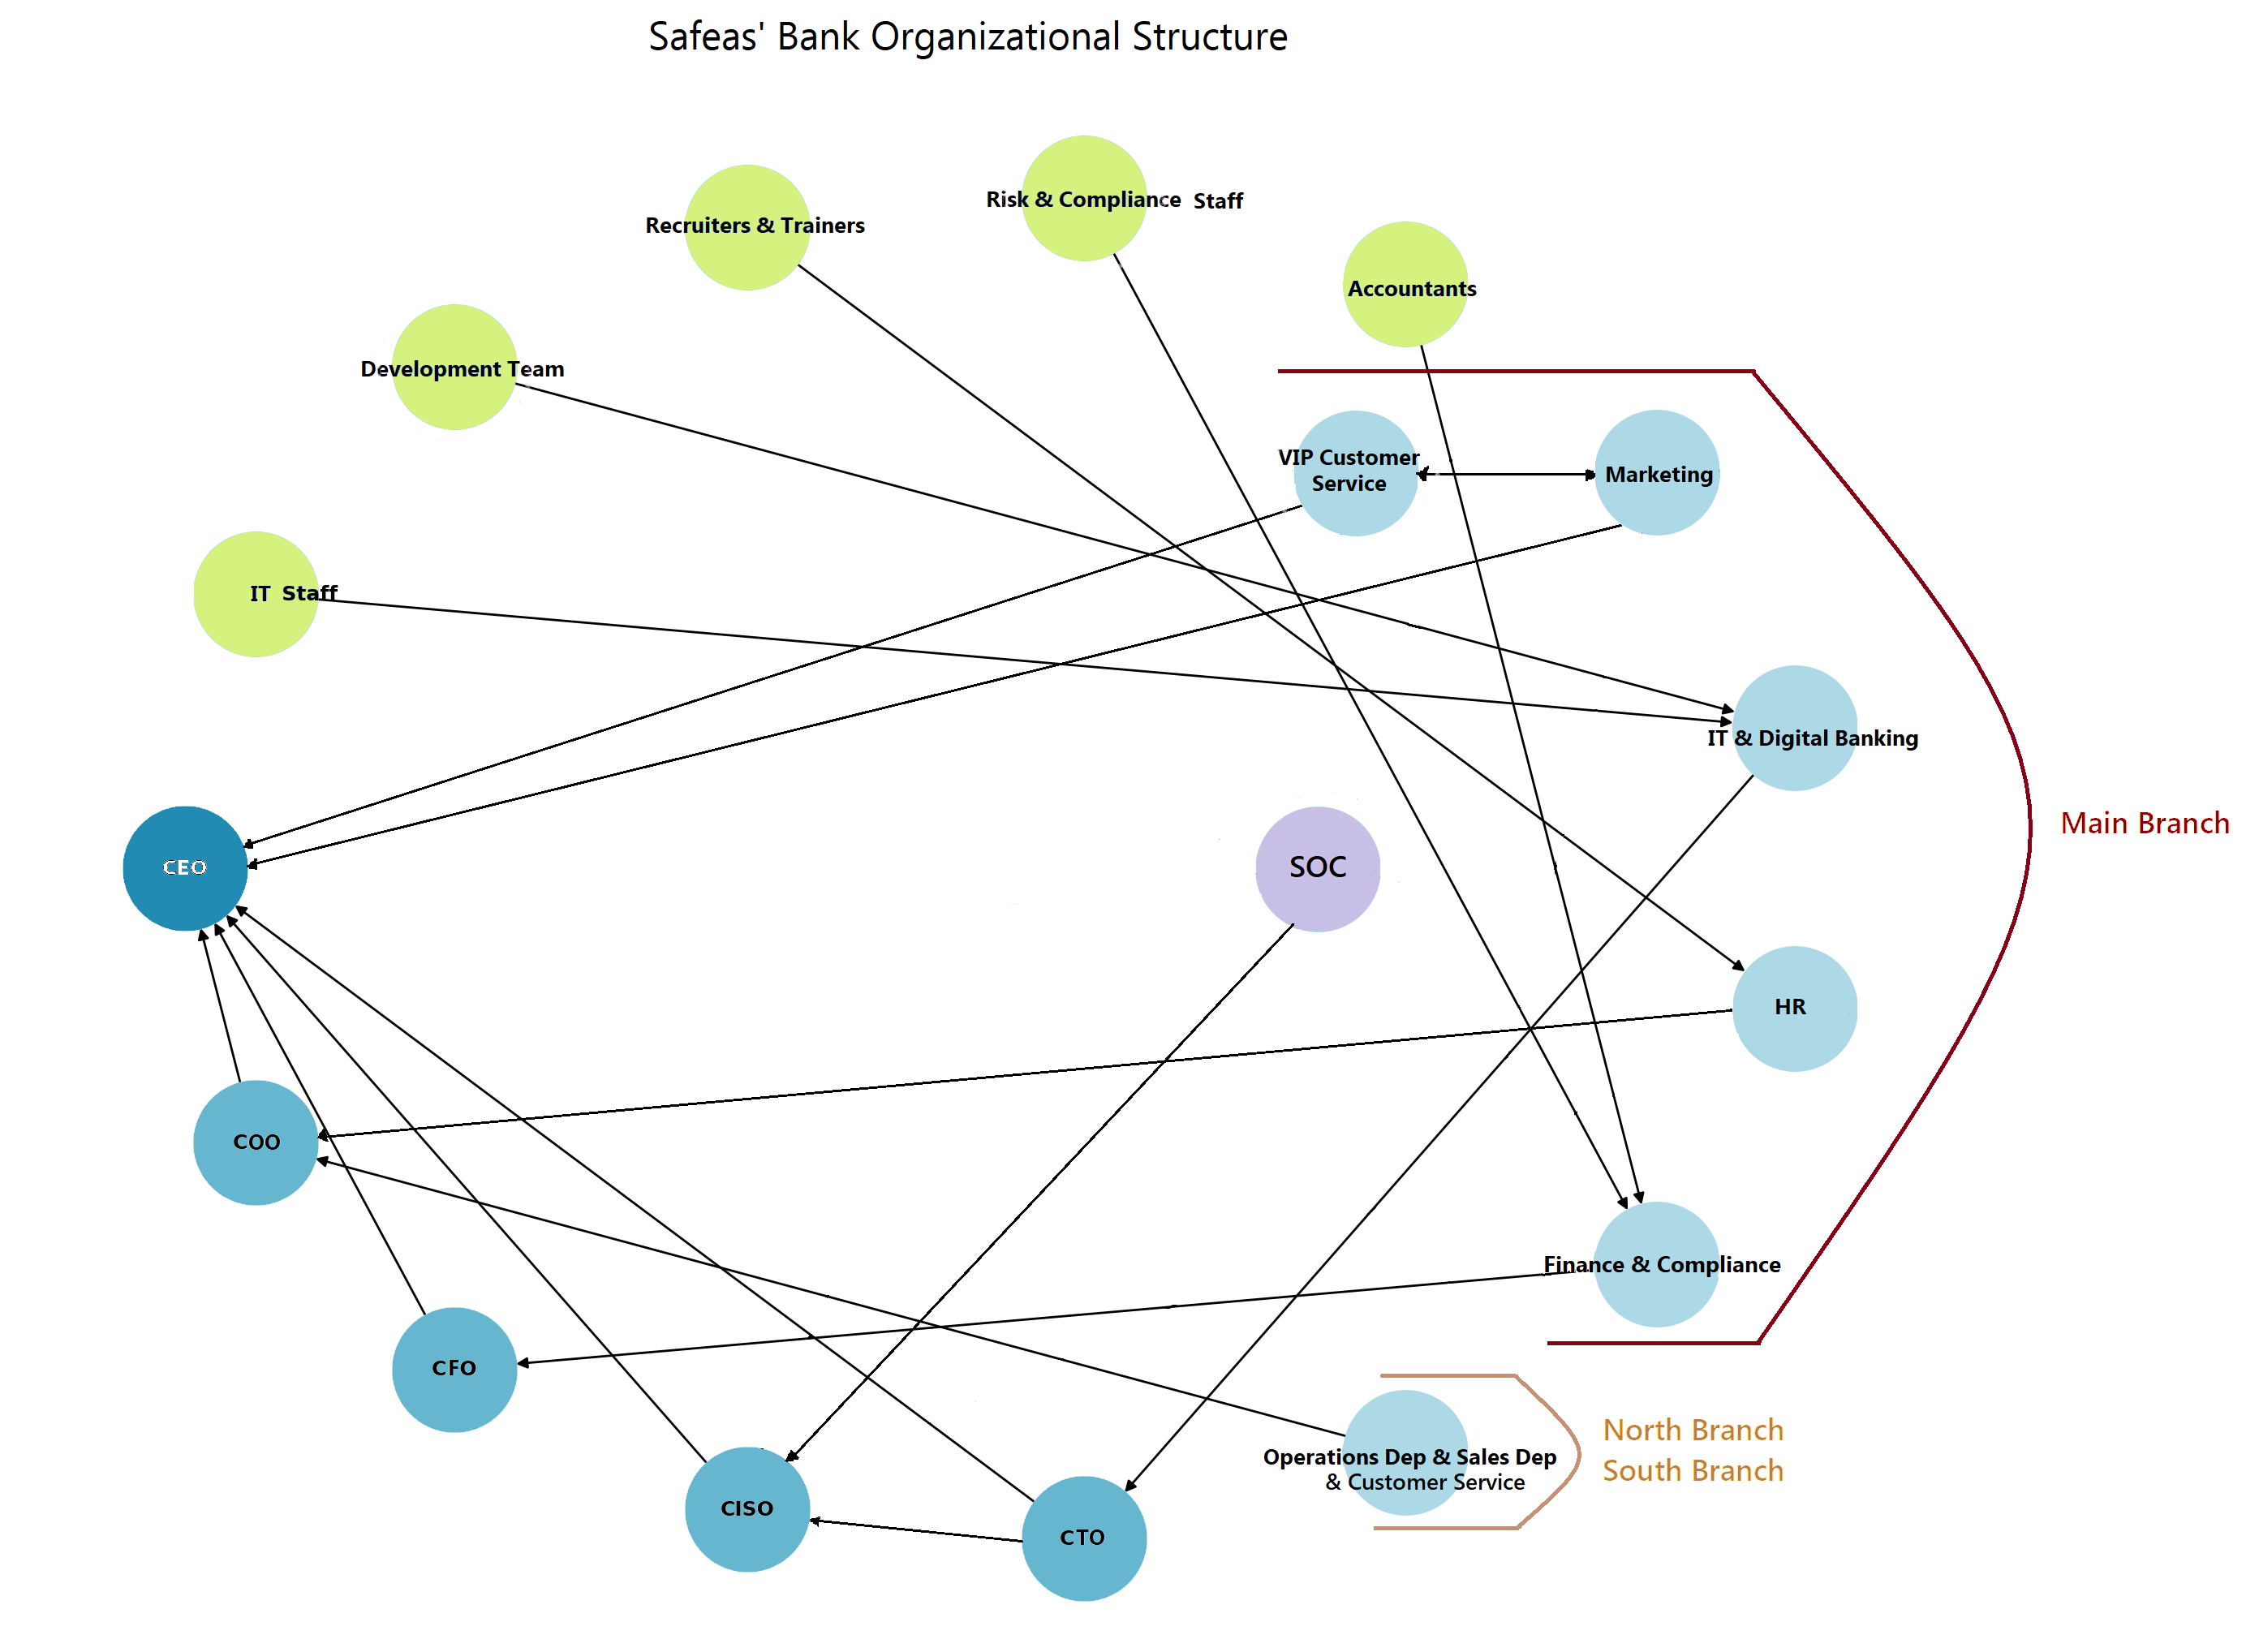 Safeas' Bank Organizational Structure
Risk & Compliance Staff
Recruiters & Trainers
Accountants
Development Team
VIP Customer
Service
Marketing
IT Staff
IT & Digital Banking
Main Branch
CEO
SOC
HR
COO
Finance & Compliance
CFO
North Branch
Operations Dep & Sales Dep
South Branch
& Customer Service
CISO
CTO